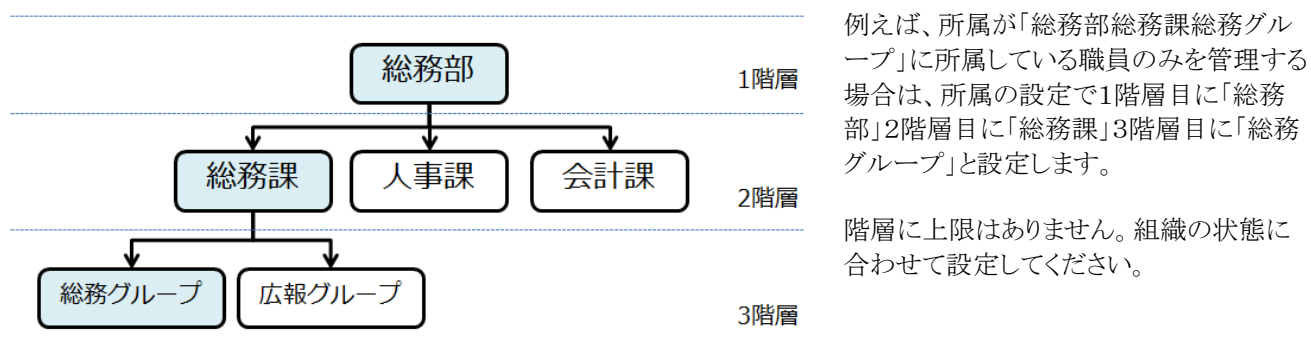 総務部
1階層
総務課
人事課
会計課
2階層
総務グループ
広報グループ
3階層
例えば、所属が「総務部総務課総務グル
ープ」に所属している職員のみを管理する
場合は、所属の設定で1階層目に「総務
部」2階層目に「総務課」3階層目に「総務
グループ」と設定します。
階層に上限はありません。組織の状態に
合わせて設定してください。